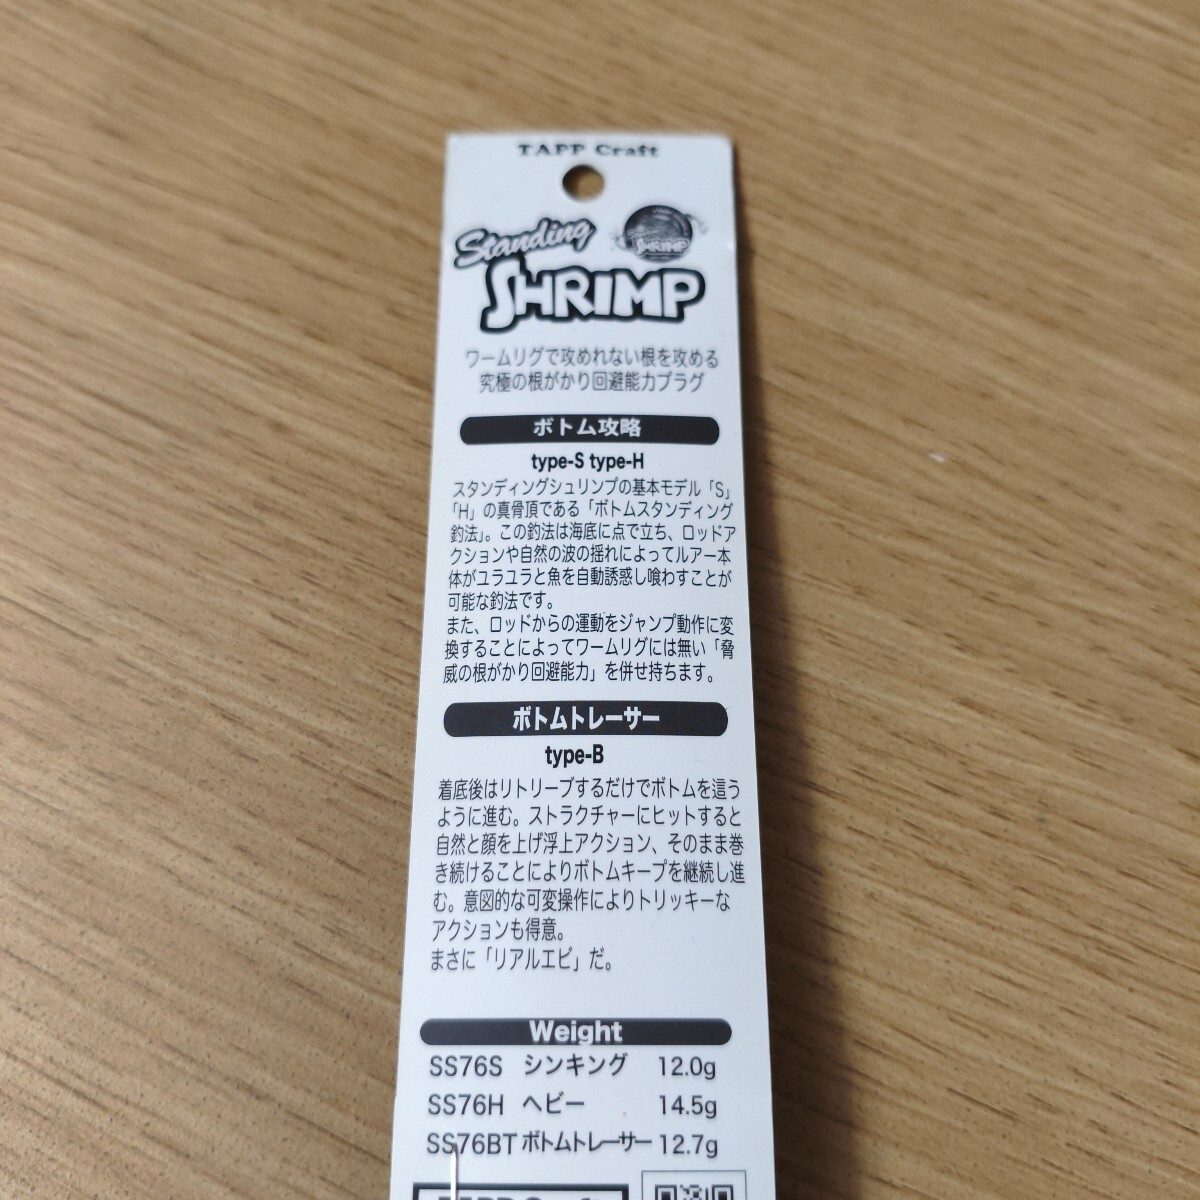 TAPP Craft
Standing
SHRIMP
SHRIMP
ワームリグで攻めれない根を攻める
究極の根がかり回避能力プラグ
ボトム攻略
type-S type-H
スタンディングシュリンプの基本モデル「S」
「H」の真骨頂である「ボトムスタンディング
釣法」。この釣法は海底に点で立ち、ロッドア
クションや自然の波の揺れによってルアー本
体がユラユラと魚を自動誘惑し喰わすことが
可能な釣法です。
また、ロッドからの運動をジャンプ動作に変
換することによってワームリグには無い「脅
威の根がかり回避能力」を併せ持ちます。
ボトムトレーサー
type-B
着底後はリトリーブするだけでボトムを這う
ように進む。ストラクチャーにヒットすると
自然と顔を上げ浮上アクション、そのまま巻
き続けることによりボトムキープを継続し進
む。意図的な可変操作によりトリッキーな
アクションも得意。
まさに「リアルエビ」だ。
Weight
SS76S シンキング 12.0g
SS76H ヘビー 14.5g
SS76BT ボトムトレーサー 12.7g